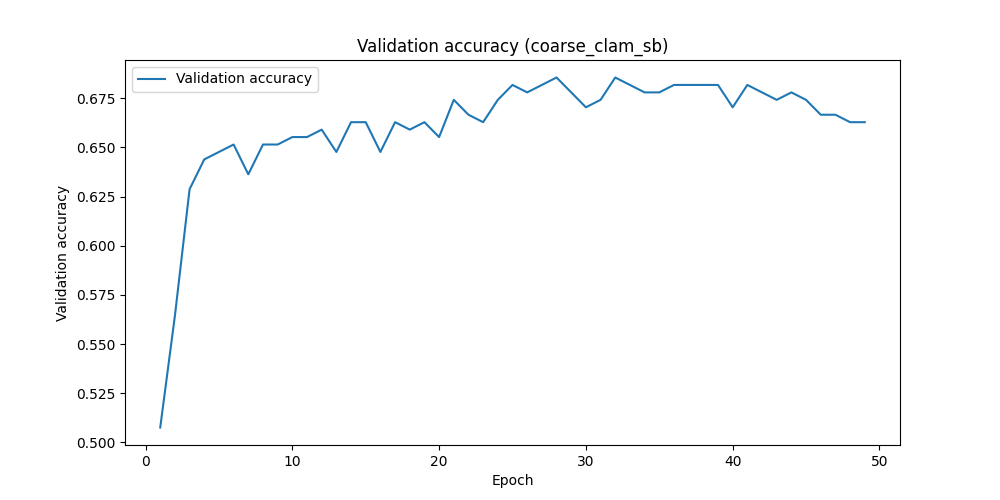 Validation accuracy (coarse_clam_sb)
Validation accuracy
Validation accuracy
0.675
0.650
0.625
0.600
0.575
0.550
0.525
0.500
0 10 20 30 40 50
Epoch